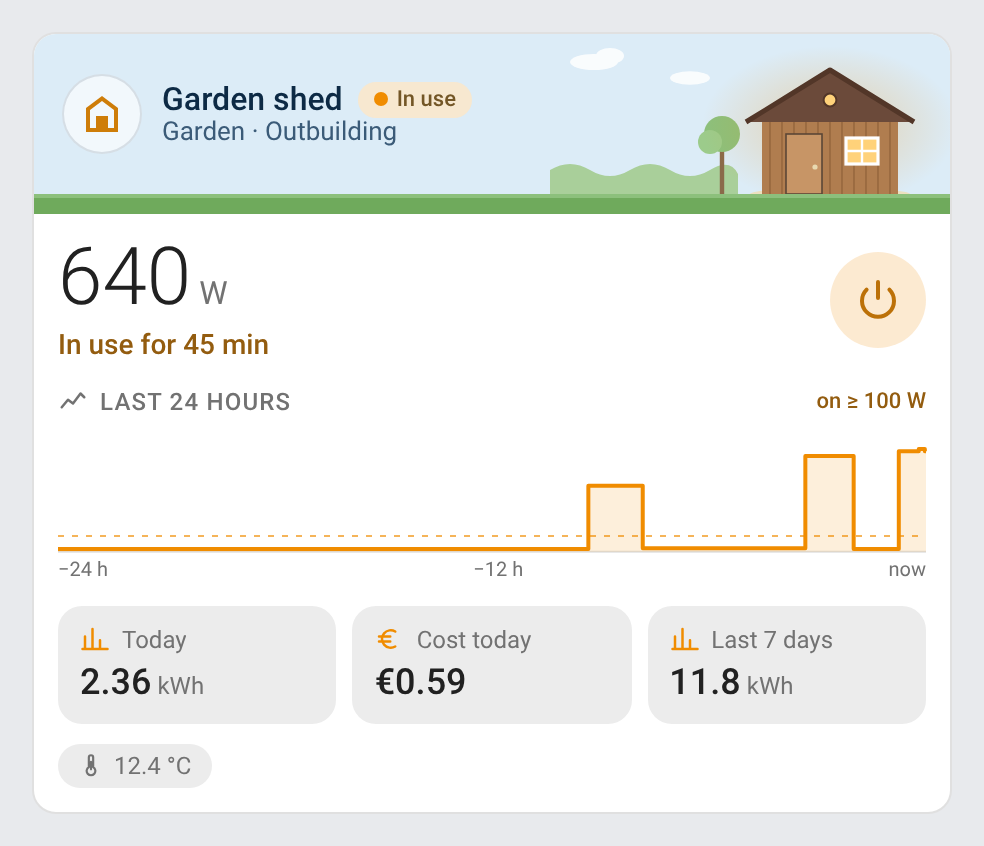 Garden shed
In use
Garden · Outbuilding
640 W
In use for 45 min
LAST 24 HOURS
on ≥ 100 W
−24 h
−12 h
now
Today
2.36 kWh
Cost today
€0.59
Last 7 days
11.8 kWh
12.4 °C